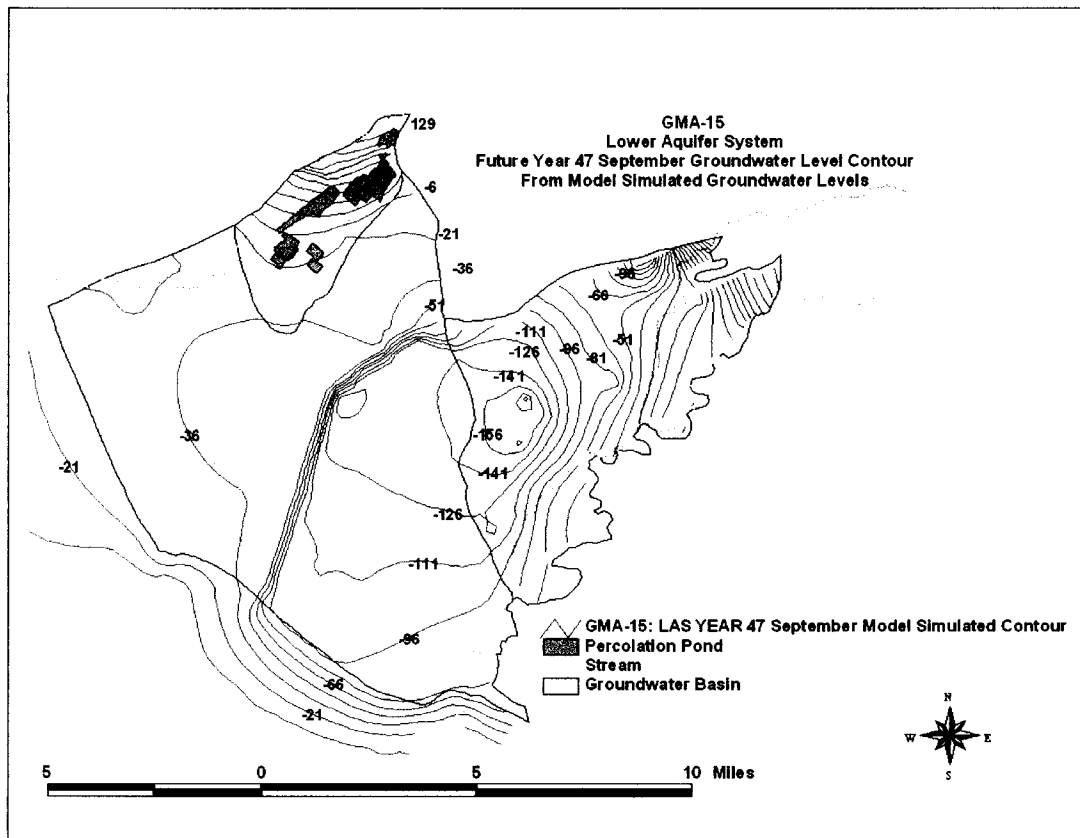 GMA-15
Lower Aquifer System
Future Year 47 September Groundwater Level Contour
From Model Simulated Groundwater Levels
129
-6
-21
-36
-51
-96
-66
-51
-111
-126
-96
-81
-141
-156
-141
-36
-21
-126
-111
-96
-66
-21
GMA-15: LAS YEAR 47 September Model Simulated Contour
Percolation Pond
Stream
Groundwater Basin
N
W
E
S
5
0
5
10 Miles